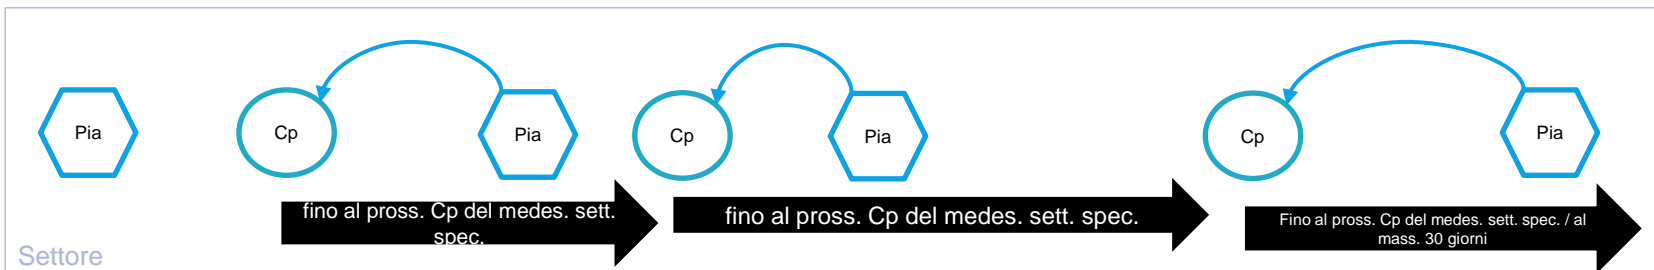 Pia
Cp
Pia
Cp
Pia
Cp
Pia
fino al pross. Cp del medes. sett.
spec.
fino al pross. Cp del medes. sett. spec.
Fino al pross. Cp del medes. sett. spec. / al
mass. 30 giorni
Settore